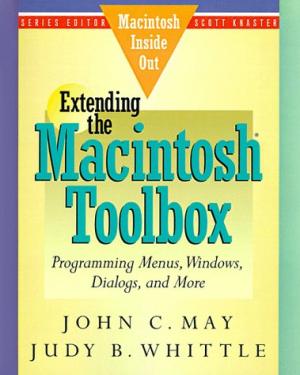 SERIES EDITOR
SCOTT KNASTER
Macintosh
Inside
Out
Extending
the
Macintosh®
Toolbox
Programming Menus, Windows,
Dialogs, and More
JOHN C. MAY
JUDY B. WHITTLE